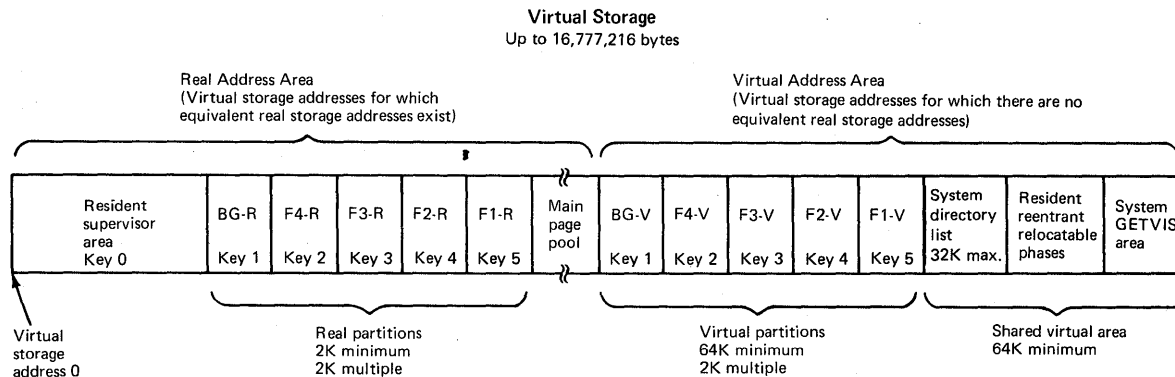 Virtual Storage
Up to 16,777,216 bytes
Real Address Area
(Virtual storage addresses for which
equivalent real storage addresses exist)
Virtual Address Area
(Virtual storage addresses for which there are no
equivalent real storage addresses)
Resident
supervisor
area
Key 0
BG-R
Key 1
F4-R
Key 2
F3-R
Key 3
F2-R
Key 4
F1-R
Key 5
Main
page
pool
BG-V
Key 1
F4-V
Key 2
F3-V
Key 3
F2-V
Key 4
F1-V
Key 5
System
directory
list
32K max.
Resident
reentrant
relocatable
phases
System
GETVIS
area
Virtual
storage
address 0
Real partitions
2K minimum
2K multiple
Virtual partitions
64K minimum
2K multiple
Shared virtual area
64K minimum